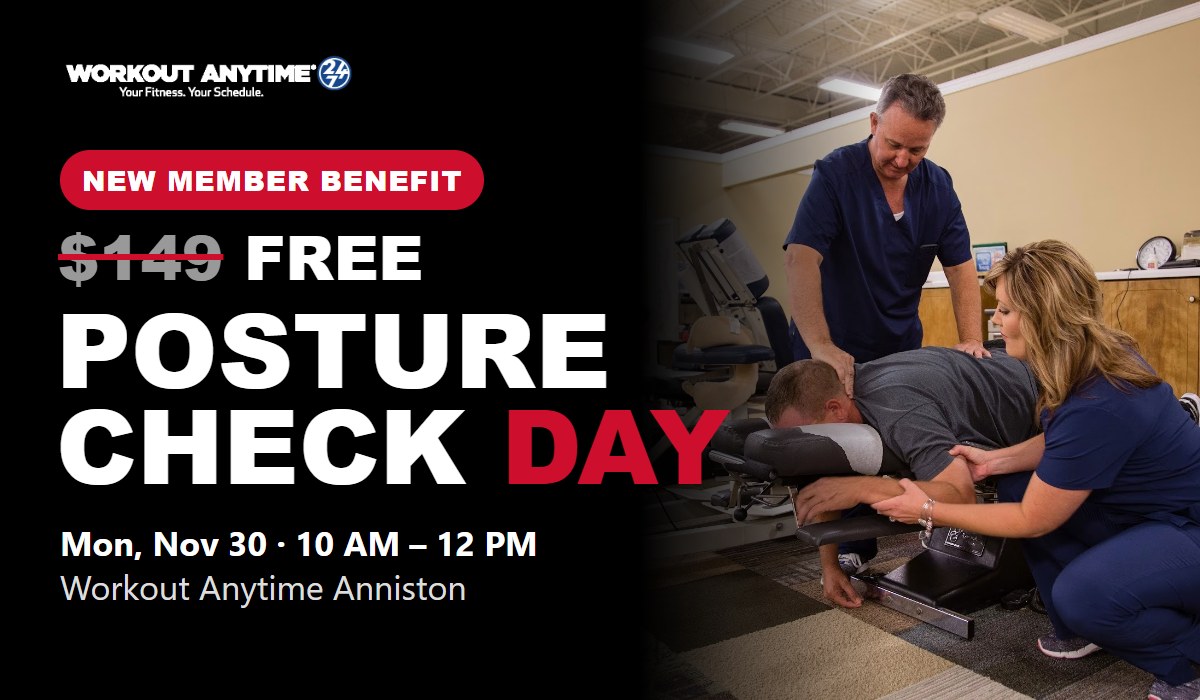 WORKOUT ANYTIME 24/7
Your Fitness. Your Schedule.
NEW MEMBER BENEFIT
$149 FREE
POSTURE
CHECK DAY
Mon, Nov 30 · 10 AM – 12 PM
Workout Anytime Anniston